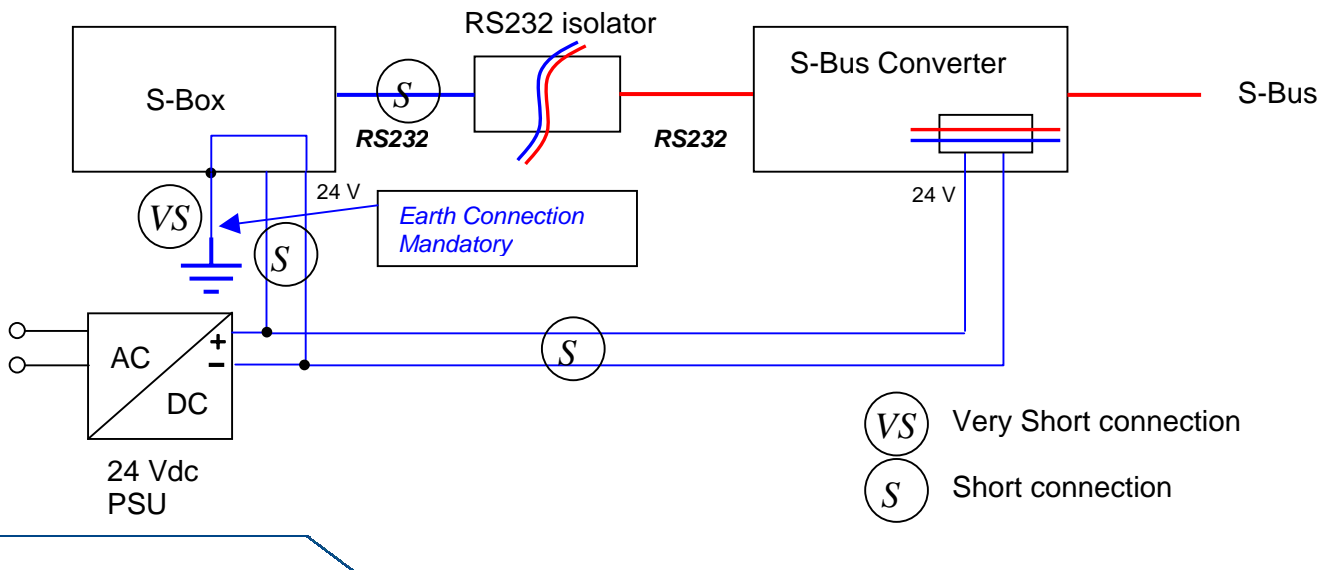 RS232 isolator
S-Box
S
RS232
RS232
S-Bus Converter
S-Bus
VS
24 V
Earth Connection
Mandatory
S
24 V
AC
DC
+
−
S
24 Vdc
PSU
VS Very Short connection
S Short connection